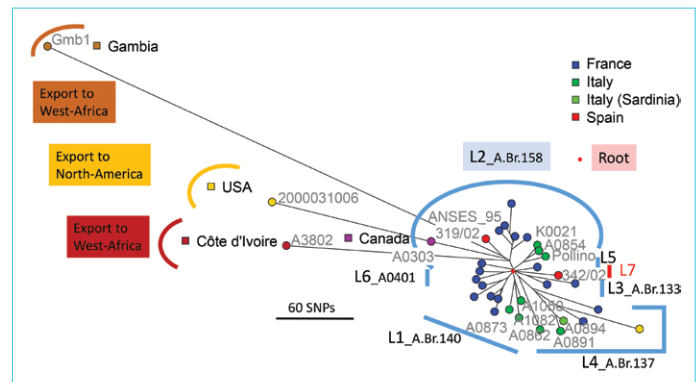 Gmb1
Gambia
France
Italy
Italy (Sardinia)
Spain
Export to
West-Africa
L2_A.Br.158
Root
Export to
North-America
USA
2000031006
ANSES_95
319/02
K0021
A0854
Pollino
Export to
West-Africa
Côte d'Ivoire
A3802
Canada
A0303
L5
L7
342/02
L6_A0401
L3_A.Br.133
60 SNPs
A1060
A1082
A0873
A0862
A0894
A0891
L1_A.Br.140
L4_A.Br.137